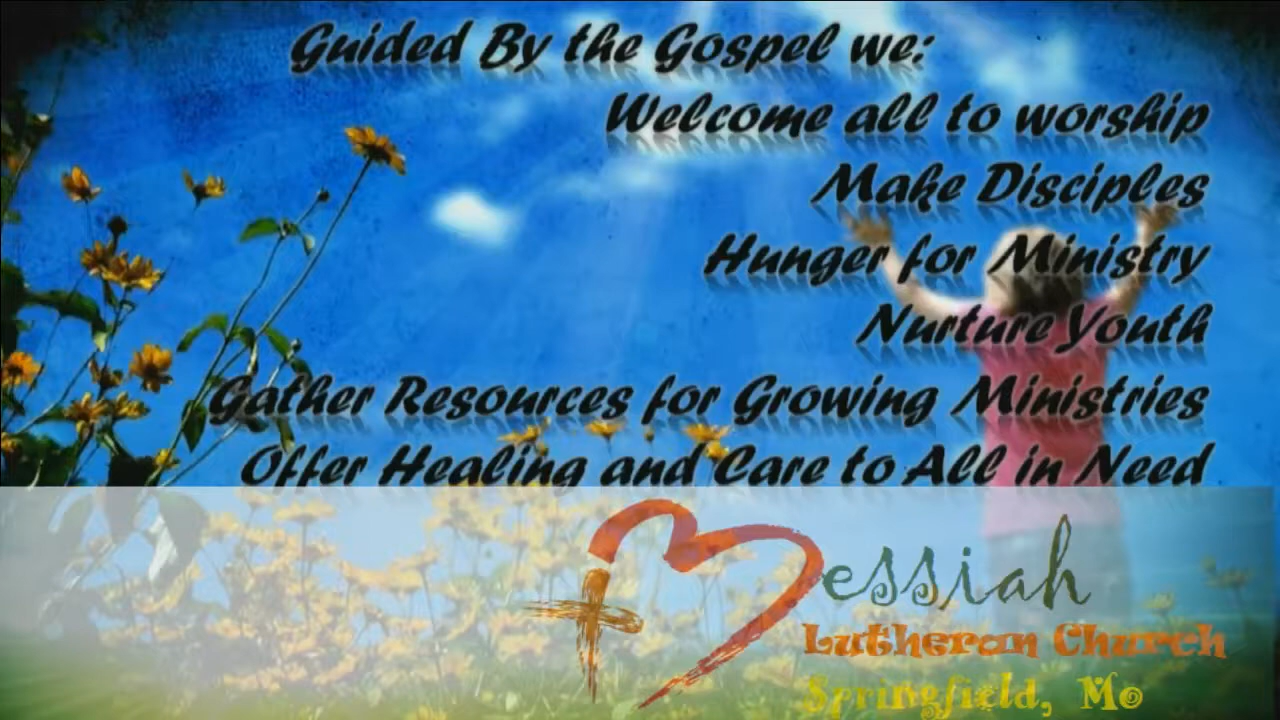 Guided By the Gospel we:
Welcome all to worship
Make Disciples
Hunger for Ministry
Nurture Youth
Gather Resources for Growing Ministries
Offer Healing and Care to All in Need
Messiah
Lutheran Church
Springfield, Mo